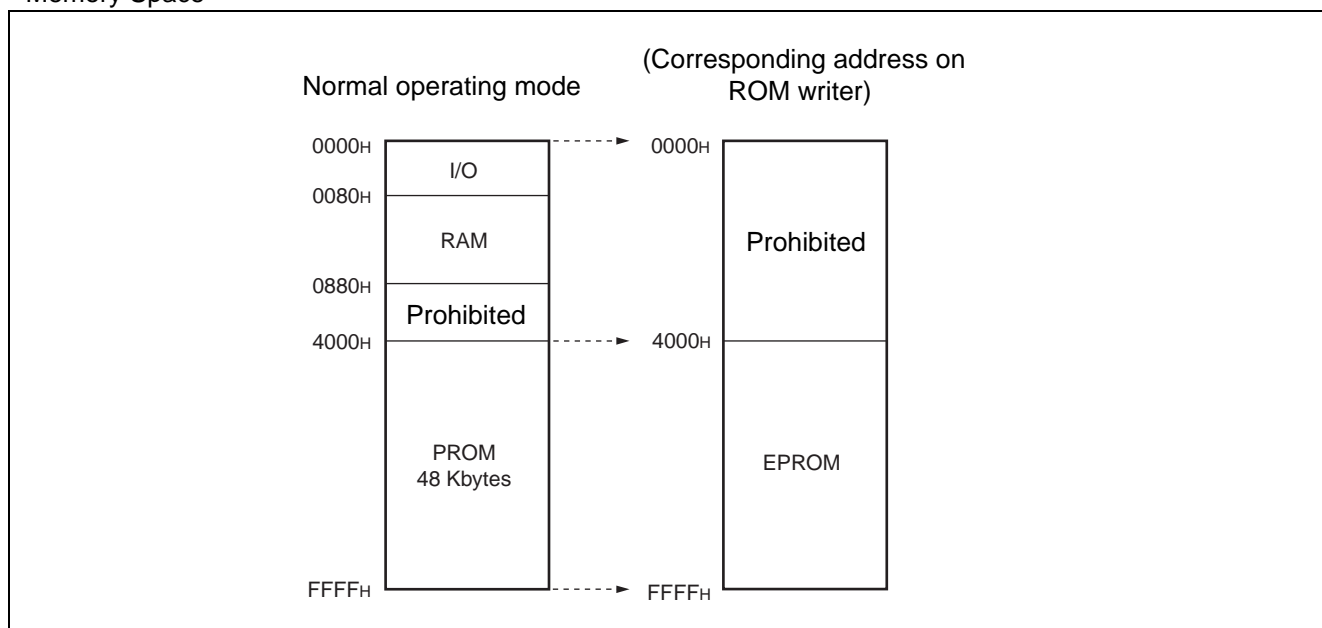 Memory Space
Normal operating mode
(Corresponding address on
ROM writer)
0000H
I/O
0080H
RAM
0880H
Prohibited
4000H
PROM
48 Kbytes
FFFFH
0000H
Prohibited
4000H
EPROM
FFFFH